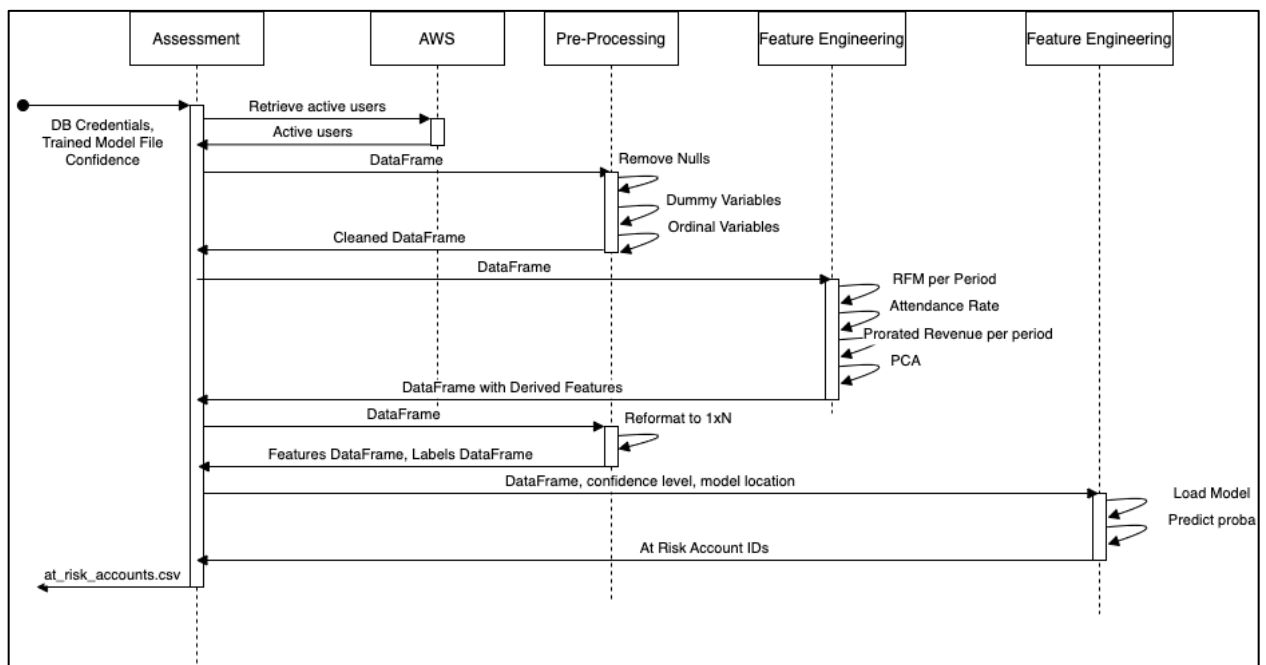 Assessment
AWS
Pre-Processing
Feature Engineering
Feature Engineering
DB Credentials,
Trained Model File
Confidence
Retrieve active users
Active users
DataFrame
Remove Nulls
Dummy Variables
Ordinal Variables
Cleaned DataFrame
DataFrame
RFM per Period
Attendance Rate
Prorated Revenue per period
PCA
DataFrame with Derived Features
DataFrame
Reformat to 1xN
Features DataFrame, Labels DataFrame
DataFrame, confidence level, model location
Load Model
Predict proba
At Risk Account IDs
at_risk_accounts.csv